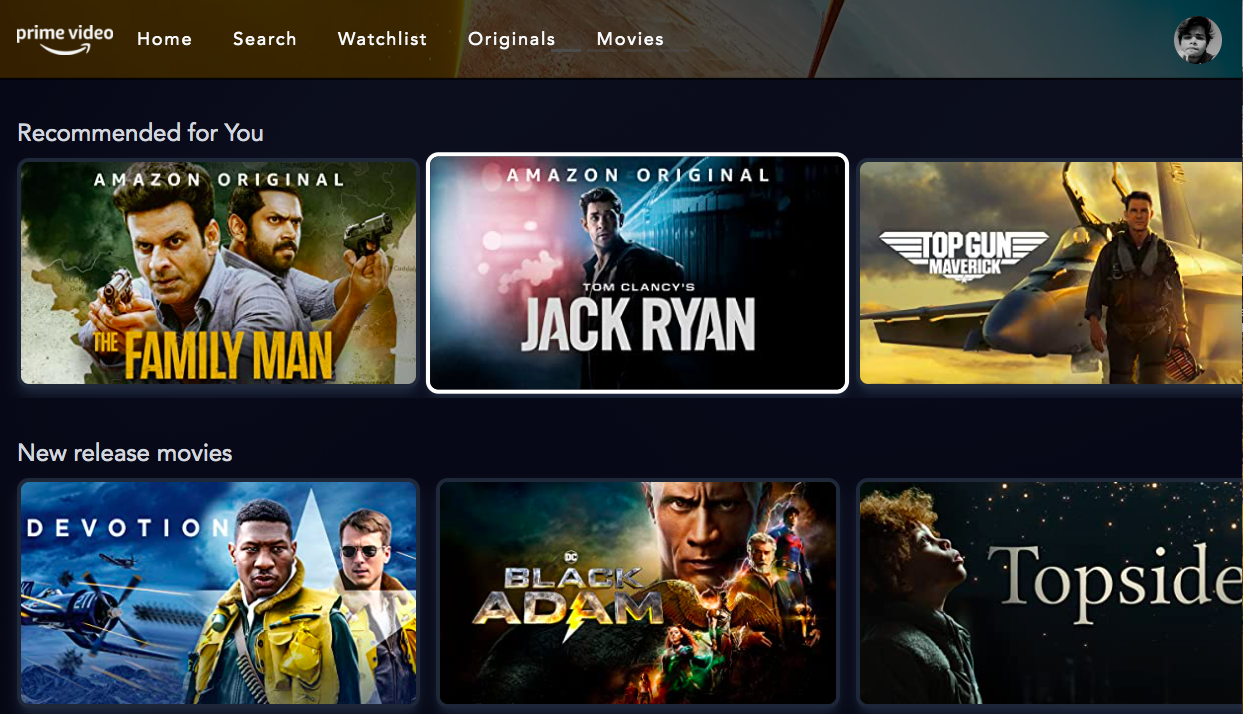 prime video
Home
Search
Watchlist
Originals
Movies
Recommended for You
AMAZON ORIGINAL
THE FAMILY MAN
AMAZON ORIGINAL
TOM CLANCY'S
JACK RYAN
TOP GUN
MAVERICK
New release movies
DEVOTION
DC
BLACK
ADAM
Topside